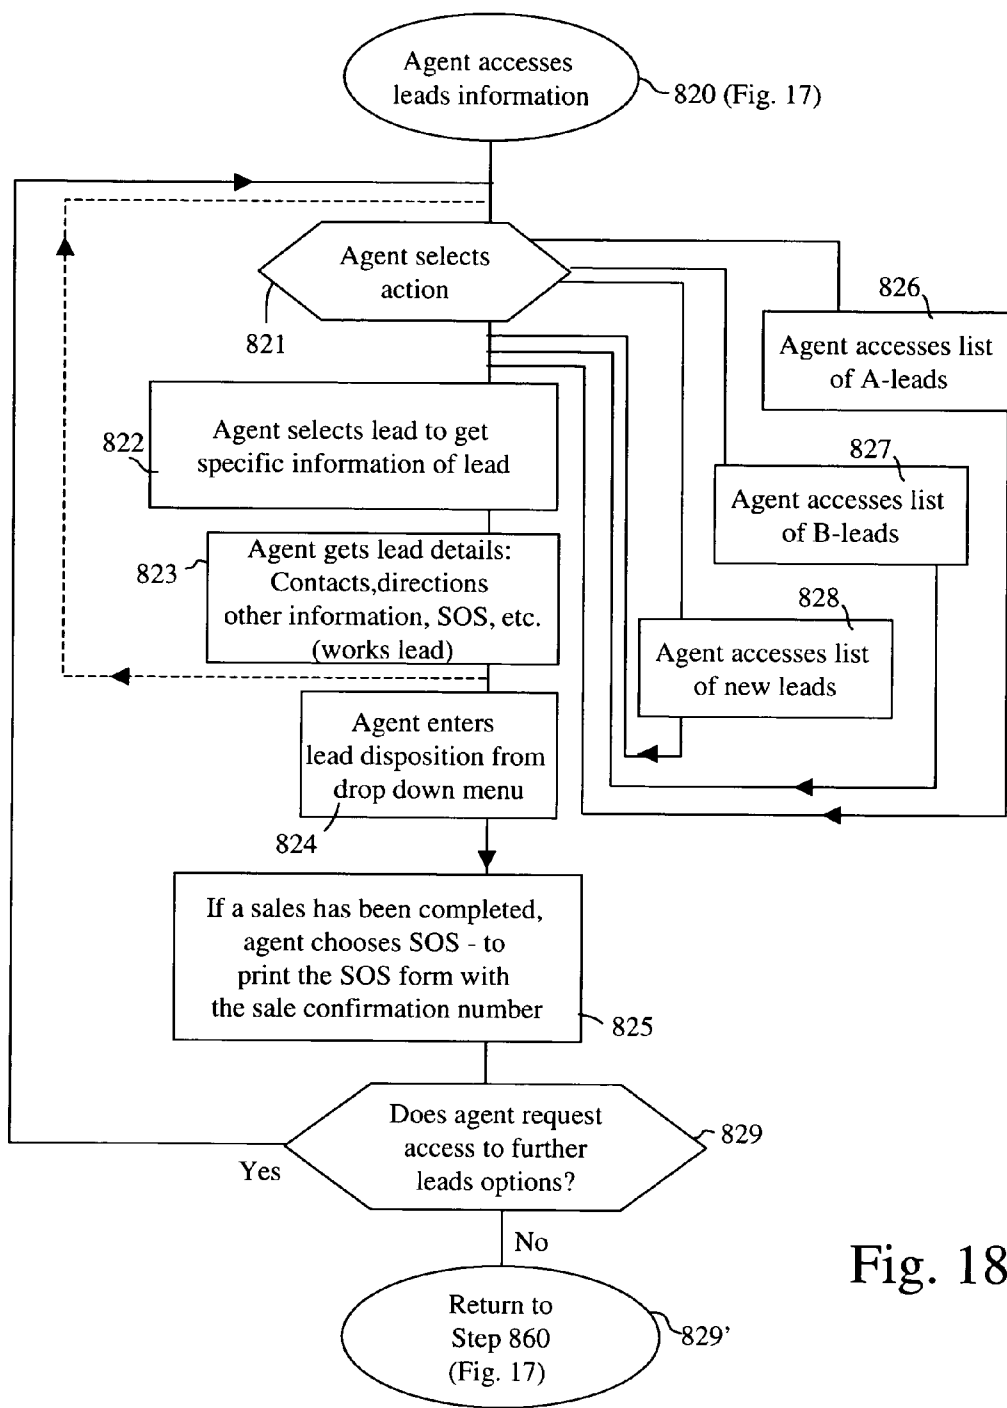 Agent accesses
leads information
820 (Fig. 17)
Agent selects
action
821
826
Agent accesses list
of A-leads
822
Agent selects lead to get
specific information of lead
827
Agent accesses list
of B-leads
823
Agent gets lead details:
Contacts,directions
other information, SOS, etc.
(works lead)
828
Agent accesses list
of new leads
Agent enters
lead disposition from
drop down menu
824
If a sales has been completed,
agent chooses SOS - to
print the SOS form with
the sale confirmation number
825
Does agent request
access to further
leads options?
829
Yes
No
Fig. 18
Return to
Step 860
(Fig. 17)
829’